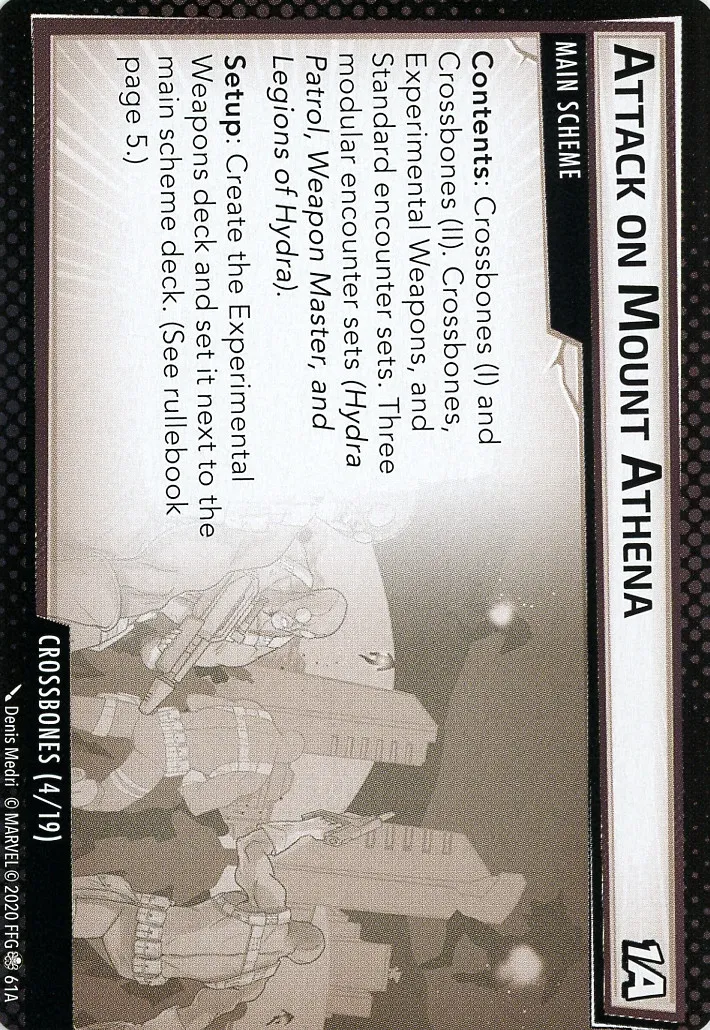 ATTACK ON MOUNT ATHENA
1A
MAIN SCHEME
Contents: Crossbones (I) and
Crossbones (II). Crossbones,
Experimental Weapons, and
Standard encounter sets. Three
modular encounter sets (Hydra
Patrol, Weapon Master, and
Legions of Hydra).
Setup: Create the Experimental
Weapons deck and set it next to the
main scheme deck. (See rullebook
page 5.)
CROSSBONES (4/19)
Denis Medri © MARVEL © 2020 FFG 61A